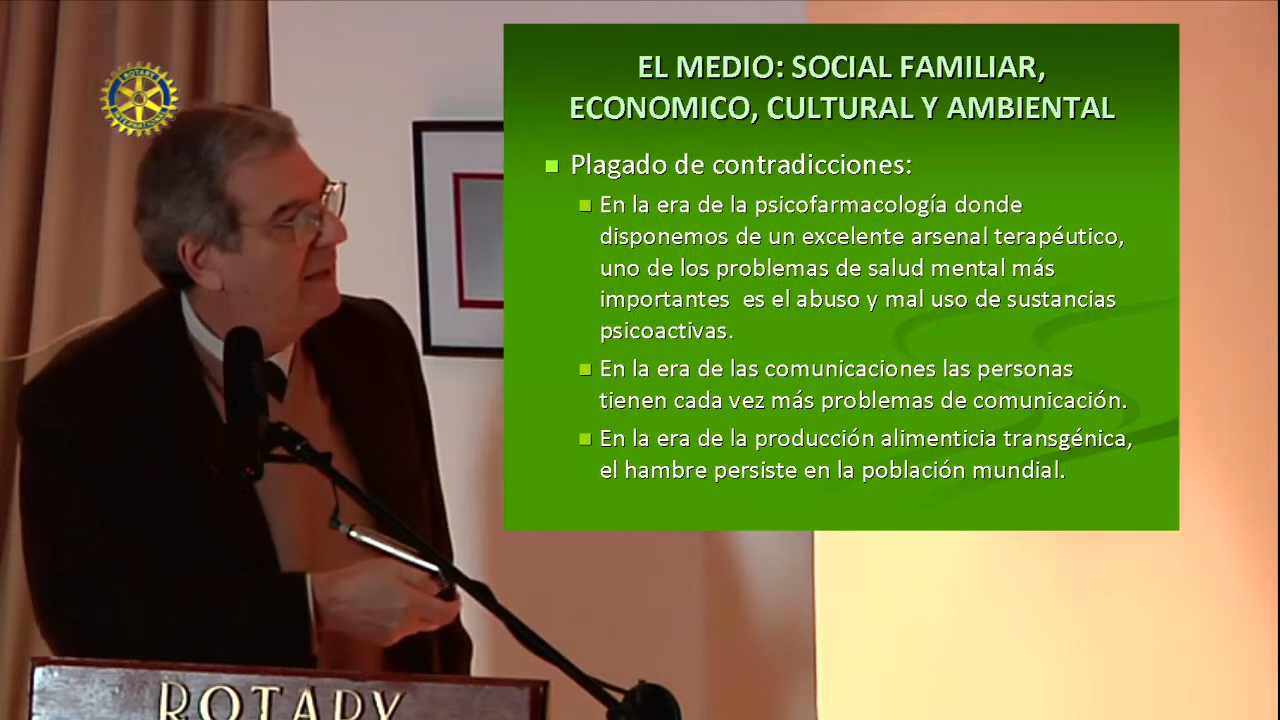 ROTARY
INTERNATIONAL
EL MEDIO: SOCIAL FAMILIAR,
ECONOMICO, CULTURAL Y AMBIENTAL
Plagado de contradicciones:
En la era de la psicofarmacología donde
disponemos de un excelente arsenal terapéutico,
uno de los problemas de salud mental más
importantes es el abuso y mal uso de sustancias
psicoactivas.
En la era de las comunicaciones las personas
tienen cada vez más problemas de comunicación.
En la era de la producción alimenticia transgénica,
el hambre persiste en la población mundial.
ROTARY